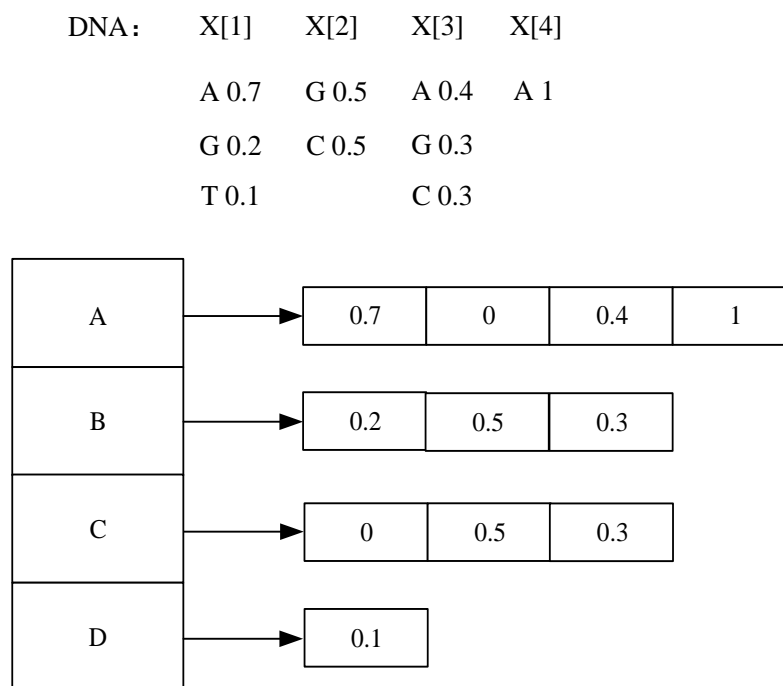 DNA： X[1] X[2] X[3] X[4]
A 0.7 G 0.5 A 0.4 A 1
G 0.2 C 0.5 G 0.3
T 0.1 C 0.3
A 0.7 0 0.4 1
B 0.2 0.5 0.3
C 0 0.5 0.3
D 0.1